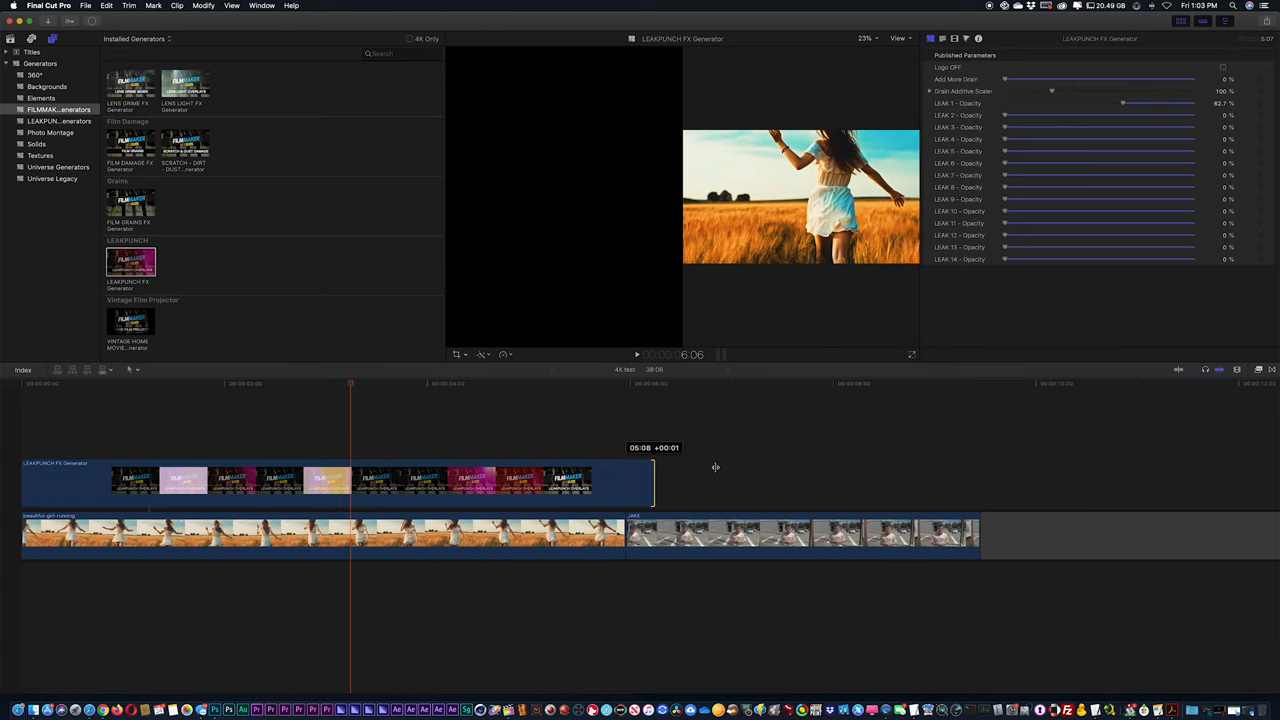 Final Cut Pro File Edit Trim Mark Clip Modify View Window Help
20.49 GB Fri 1:03 PM
Installed Generators 4K Only
Search
Titles
Generators
360°
Backgrounds
Elements
FILMMAK...enerators
LEAKPUN...enerators
Photo Montage
Solids
Textures
Universe Generators
Universe Legacy
LENS GRIME FX
Generator
LENS LIGHT FX
Generator
Film Damage
FILM DAMAGE FX
Generator
SCRATCH - DIRT
- DUST...nerator
Grains
FILM GRAINS FX
Generator
LEAKPUNCH
LEAKPUNCH FX
Generator
Vintage Film Projector
VINTAGE HOME
MOVIE...nerator
LEAKPUNCH FX Generator
23% View
6:06
LEAKPUNCH FX Generator
5:07
Published Parameters
Logo OFF
Add More Grain 0 %
Grain Additive Scaler 100 %
LEAK 1 - Opacity 62.7 %
LEAK 2 - Opacity 0 %
LEAK 3 - Opacity 0 %
LEAK 4 - Opacity 0 %
LEAK 5 - Opacity 0 %
LEAK 6 - Opacity 0 %
LEAK 7 - Opacity 0 %
LEAK 8 - Opacity 0 %
LEAK 9 - Opacity 0 %
LEAK 10 - Opacity 0 %
LEAK 11 - Opacity 0 %
LEAK 12 - Opacity 0 %
LEAK 13 - Opacity 0 %
LEAK 14 - Opacity 0 %
Index
4K test 38:06
00:00:00:00 00:00:02:00 00:00:04:00 00:00:06:00 00:00:08:00 00:00:10:00 00:00:12:00
05:08 +00:01
LEAKPUNCH FX Generator
beautiful-girl-running
JAKE